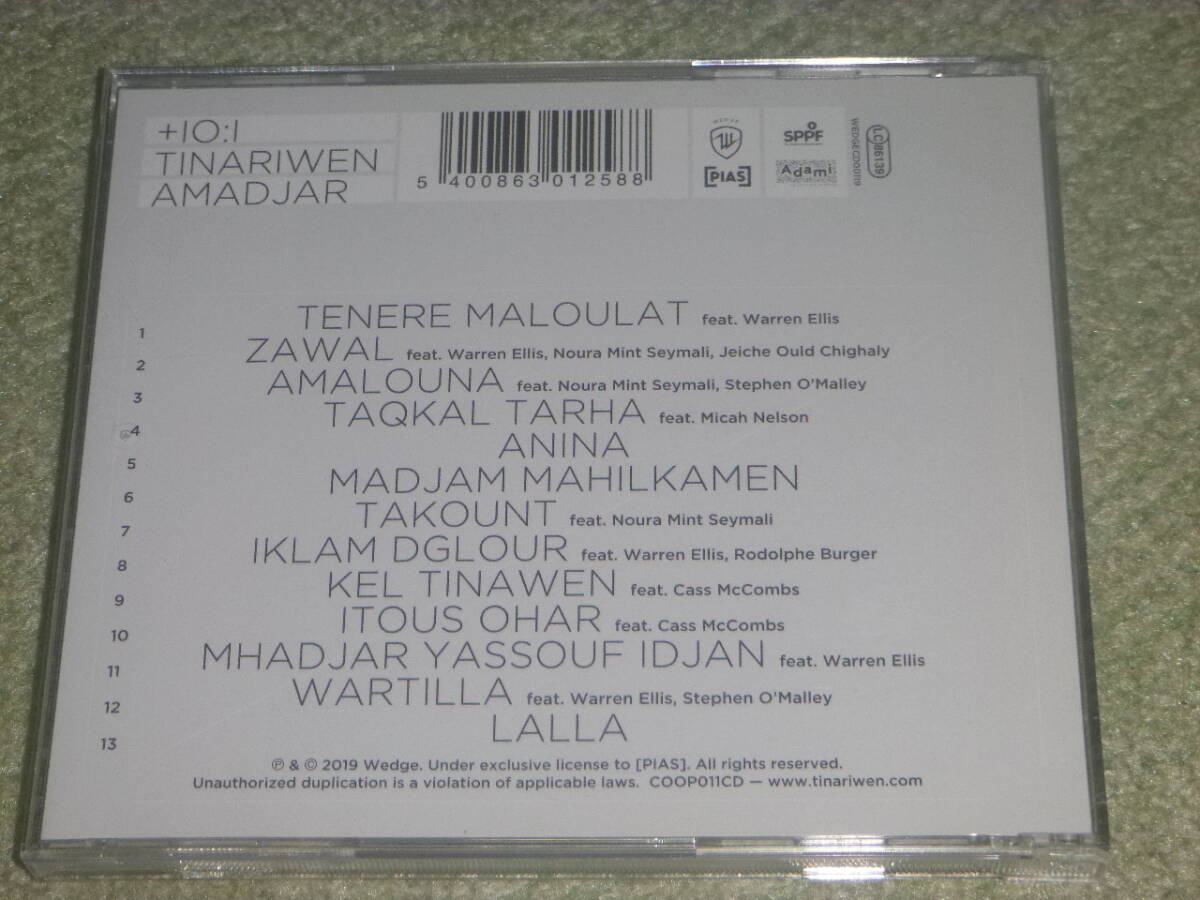 +IO:I
TINARIWEN
AMADJAR
5 400863 012588
WEDGE
[PIAS]
SPPF
Adami
WEDGECD000119
LC 86139
1 TENERE MALOULAT feat. Warren Ellis
2 ZAWAL feat. Warren Ellis, Noura Mint Seymali, Jeiche Ould Chighaly
3 AMALOUNA feat. Noura Mint Seymali, Stephen O'Malley
4 TAQKAL TARHA feat. Micah Nelson
5 ANINA
6 MADJAM MAHILKAMEN
7 TAKOUNT feat. Noura Mint Seymali
8 IKLAM DGLOUR feat. Warren Ellis, Rodolphe Burger
9 KEL TINAWEN feat. Cass McCombs
10 ITOUS OHAR feat. Cass McCombs
11 MHADJAR YASSOUF IDJAN feat. Warren Ellis
12 WARTILLA feat. Warren Ellis, Stephen O'Malley
13 LALLA
℗ & © 2019 Wedge. Under exclusive license to [PIAS]. All rights reserved.
Unauthorized duplication is a violation of applicable laws. COOP011CD — www.tinariwen.com